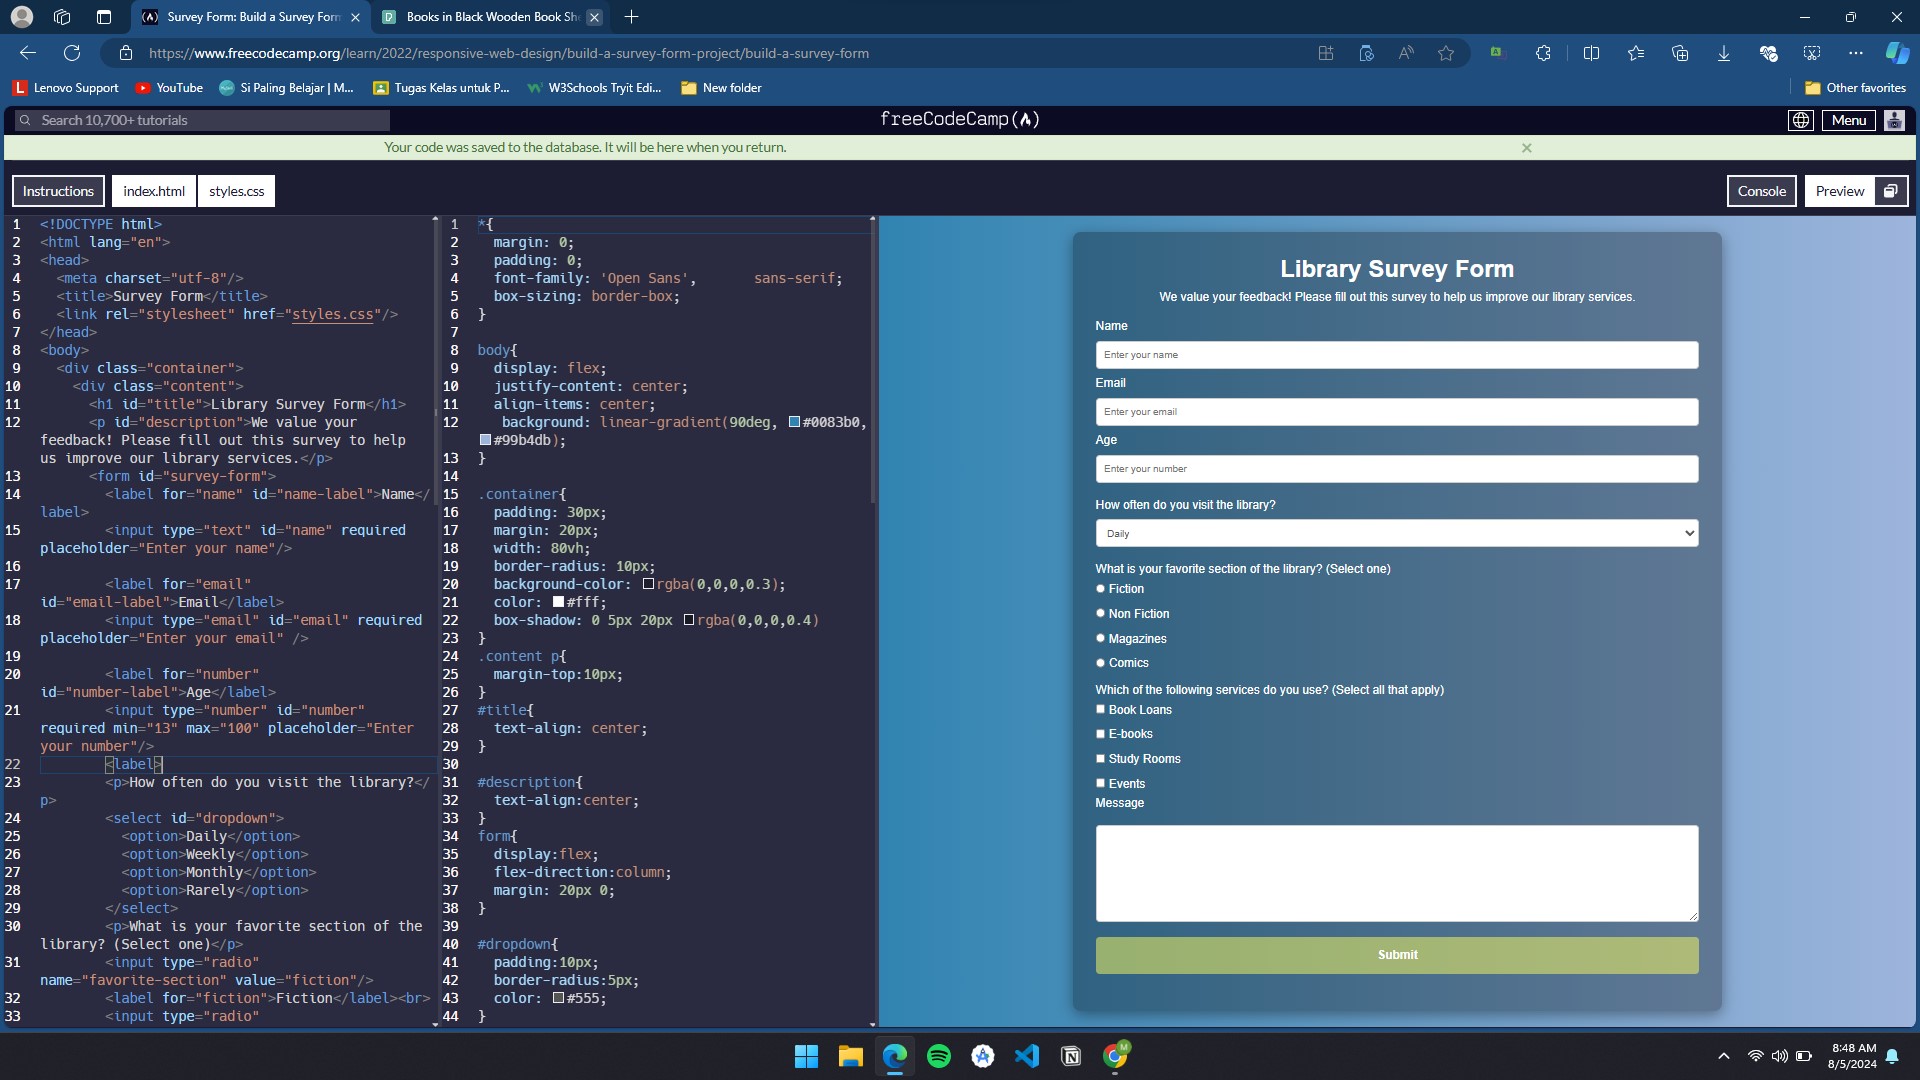 Survey Form: Build a Survey Form
Books in Black Wooden Book She
https://www.freecodecamp.org/learn/2022/responsive-web-design/build-a-survey-form-project/build-a-survey-form
Lenovo Support
YouTube
Si Paling Belajar | M...
Tugas Kelas untuk P...
W3Schools Tryit Edi...
New folder
Other favorites
Search 10,700+ tutorials
freeCodeCamp
Menu
Your code was saved to the database. It will be here when you return.
Instructions
index.html
styles.css
Console
Preview
1 <!DOCTYPE html>
2 <html lang="en">
3 <head>
4 <meta charset="utf-8"/>
5 <title>Survey Form</title>
6 <link rel="stylesheet" href="styles.css"/>
7 </head>
8 <body>
9 <div class="container">
10 <div class="content">
11 <h1 id="title">Library Survey Form</h1>
12 <p id="description">We value your
feedback! Please fill out this survey to help
us improve our library services.</p>
13 <form id="survey-form">
14 <label for="name" id="name-label">Name</
label>
15 <input type="text" id="name" required
placeholder="Enter your name"/>
16
17 <label for="email"
id="email-label">Email</label>
18 <input type="email" id="email" required
placeholder="Enter your email" />
19
20 <label for="number"
id="number-label">Age</label>
21 <input type="number" id="number"
required min="13" max="100" placeholder="Enter
your number"/>
22 <label>
23 <p>How often do you visit the library?</
p>
24 <select id="dropdown">
25 <option>Daily</option>
26 <option>Weekly</option>
27 <option>Monthly</option>
28 <option>Rarely</option>
29 </select>
30 <p>What is your favorite section of the
library? (Select one)</p>
31 <input type="radio"
name="favorite-section" value="fiction"/>
32 <label for="fiction">Fiction</label><br>
33 <input type="radio"
1 *{
2 margin: 0;
3 padding: 0;
4 font-family: 'Open Sans', sans-serif;
5 box-sizing: border-box;
6 }
7
8 body{
9 display: flex;
10 justify-content: center;
11 align-items: center;
12 background: linear-gradient(90deg, #0083b0,
#99b4db);
13 }
14
15 .container{
16 padding: 30px;
17 margin: 20px;
18 width: 80vh;
19 border-radius: 10px;
20 background-color: rgba(0,0,0,0.3);
21 color: #fff;
22 box-shadow: 0 5px 20px rgba(0,0,0,0.4)
23 }
24 .content p{
25 margin-top:10px;
26 }
27 #title{
28 text-align: center;
29 }
30
31 #description{
32 text-align:center;
33 }
34 form{
35 display:flex;
36 flex-direction:column;
37 margin: 20px 0;
38 }
39
40 #dropdown{
41 padding:10px;
42 border-radius:5px;
43 color: #555;
44 }
Library Survey Form
We value your feedback! Please fill out this survey to help us improve our library services.
Name
Enter your name
Email
Enter your email
Age
Enter your number
How often do you visit the library?
Daily
What is your favorite section of the library? (Select one)
Fiction
Non Fiction
Magazines
Comics
Which of the following services do you use? (Select all that apply)
Book Loans
E-books
Study Rooms
Events
Message
Submit
8:48 AM
8/5/2024